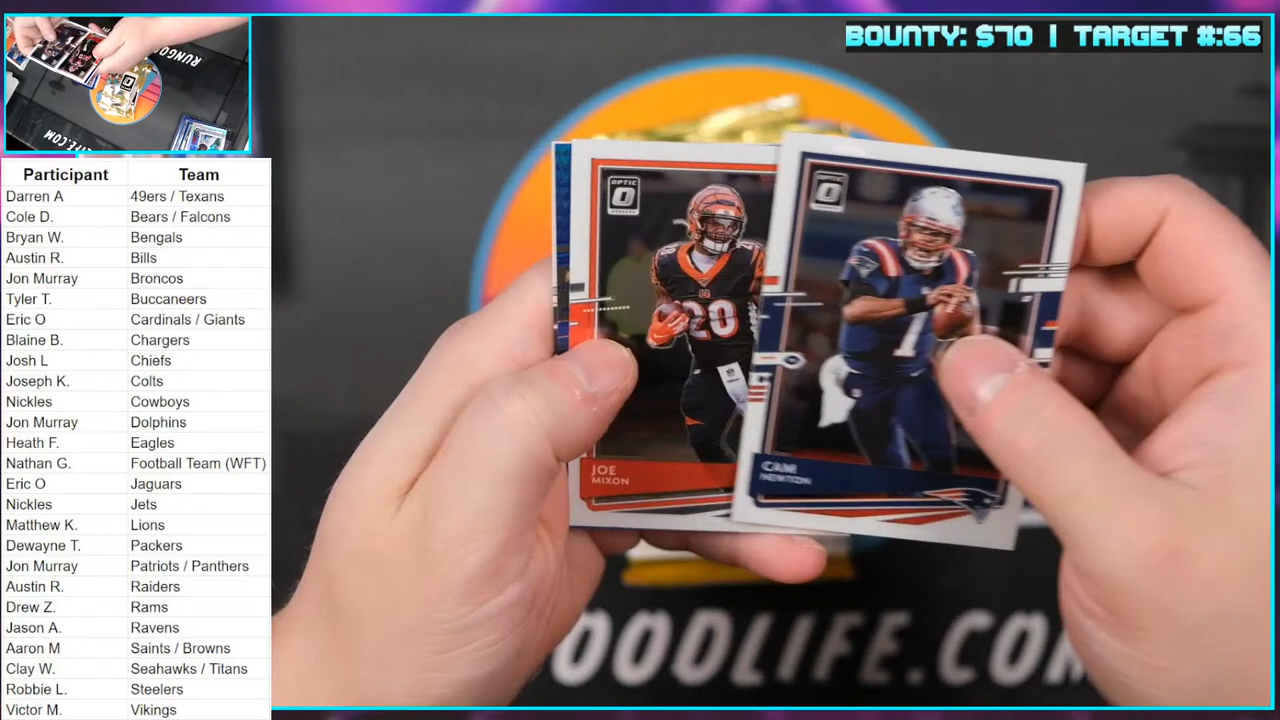 BOUNTY: $70 | TARGET #:66
RUNGOOD
Participant Team
Darren A 49ers / Texans
Cole D. Bears / Falcons
Bryan W. Bengals
Austin R. Bills
Jon Murray Broncos
Tyler T. Buccaneers
Eric O Cardinals / Giants
Blaine B. Chargers
Josh L Chiefs
Joseph K. Colts
Nickles Cowboys
Jon Murray Dolphins
Heath F. Eagles
Nathan G. Football Team (WFT)
Eric O Jaguars
Nickles Jets
Matthew K. Lions
Dewayne T. Packers
Jon Murray Patriots / Panthers
Austin R. Raiders
Drew Z. Rams
Jason A. Ravens
Aaron M Saints / Browns
Clay W. Seahawks / Titans
Robbie L. Steelers
Victor M. Vikings
OPTIC
20
JOE
MIXON
OPTIC
1
CAM
NEWTON
OODLIFE.COM